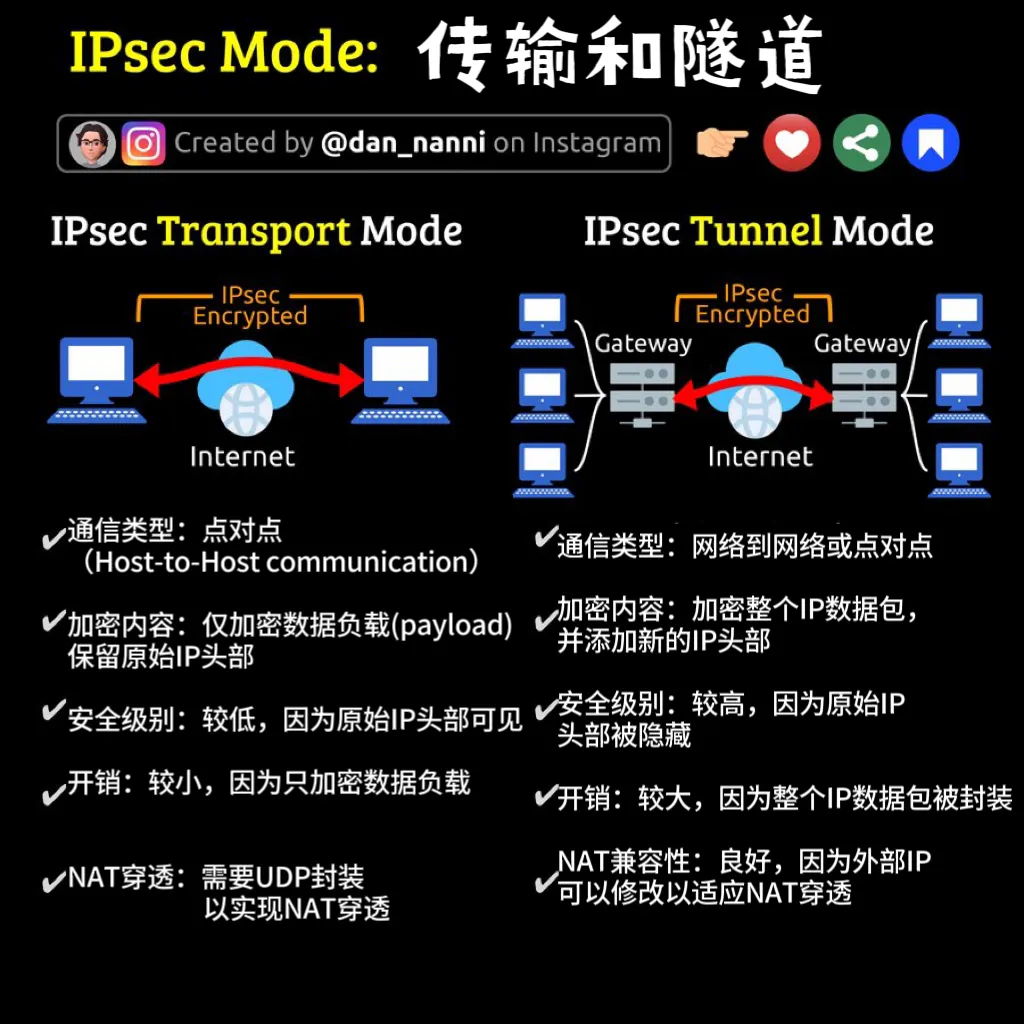 IPsec Mode: 传输和隧道
Created by @dan_nanni on Instagram
IPsec Transport Mode
IPsec
Encrypted
Internet
通信类型：点对点
（Host-to-Host communication）
加密内容：仅加密数据负载(payload)
保留原始IP头部
安全级别：较低，因为原始IP头部可见
开销：较小，因为只加密数据负载
NAT穿透：需要UDP封装
以实现NAT穿透
IPsec Tunnel Mode
IPsec
Encrypted
Gateway
Gateway
Internet
通信类型：网络到网络或点对点
加密内容：加密整个IP数据包，
并添加新的IP头部
安全级别：较高，因为原始IP
头部被隐藏
开销：较大，因为整个IP数据包被封装
NAT兼容性：良好，因为外部IP
可以修改以适应NAT穿透